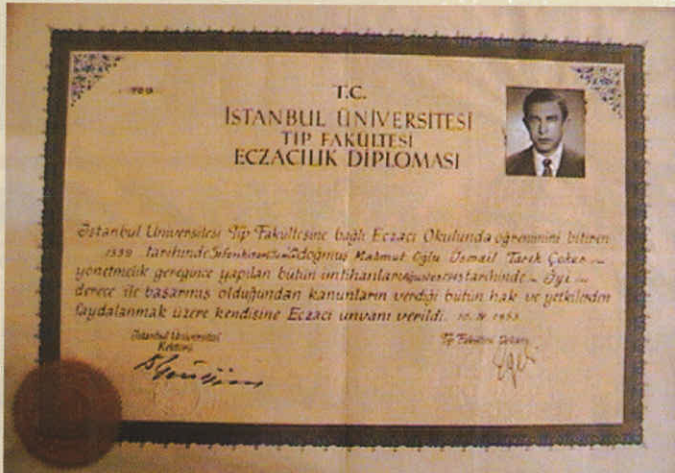 T.C.
İSTANBUL ÜNİVERSİTESİ
TIP FAKÜLTESİ
ECZACILIK DİPLOMASI
İstanbul Üniversitesi Tıp Fakültesine bağlı Eczacı Okulunda öğrenimini bitiren
tarihinde doğmuş Mahmut Oğlu İsmail Tarık
yönetmelik gereğince yapılan bütün imtihanları tarihinde İyi
derece ile başarmış olduğundan kanunların verdiği bütün hak ve yetkilerden
faydalanmak üzere kendisine Eczacı unvanı verildi.
İstanbul Üniversitesi Tıp Fakültesi Dekanı
Rektörü